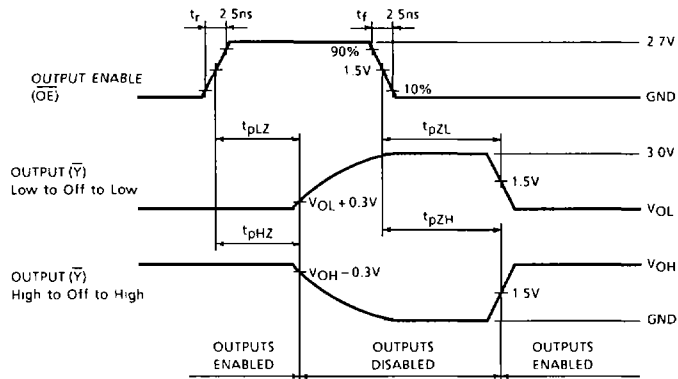 tr 2 5ns tf 2 5ns
2 7V
90%
OUTPUT ENABLE 1.5V
(OE) 10%
GND
tpLZ tpZL
3 0V
OUTPUT (Y)
Low to Off to Low 1.5V
VOL + 0.3V
VOL
tpHZ tpZH
VOH
OUTPUT (Y) VOH − 0.3V
High to Off to High 1.5V
GND
OUTPUTS OUTPUTS OUTPUTS
ENABLED DISABLED ENABLED